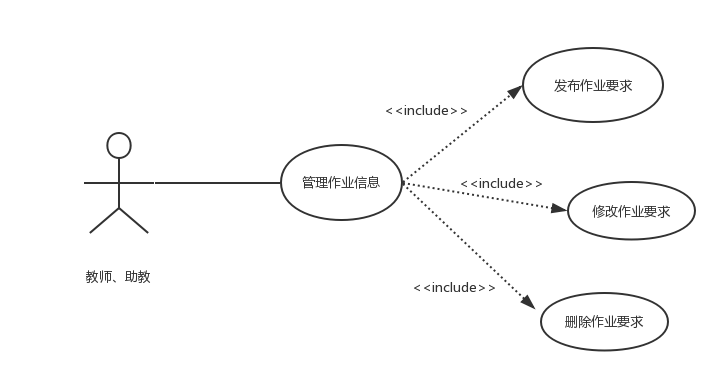 发布作业要求
<<include>>
管理作业信息
<<include>>
修改作业要求
教师、助教
<<include>>
删除作业要求